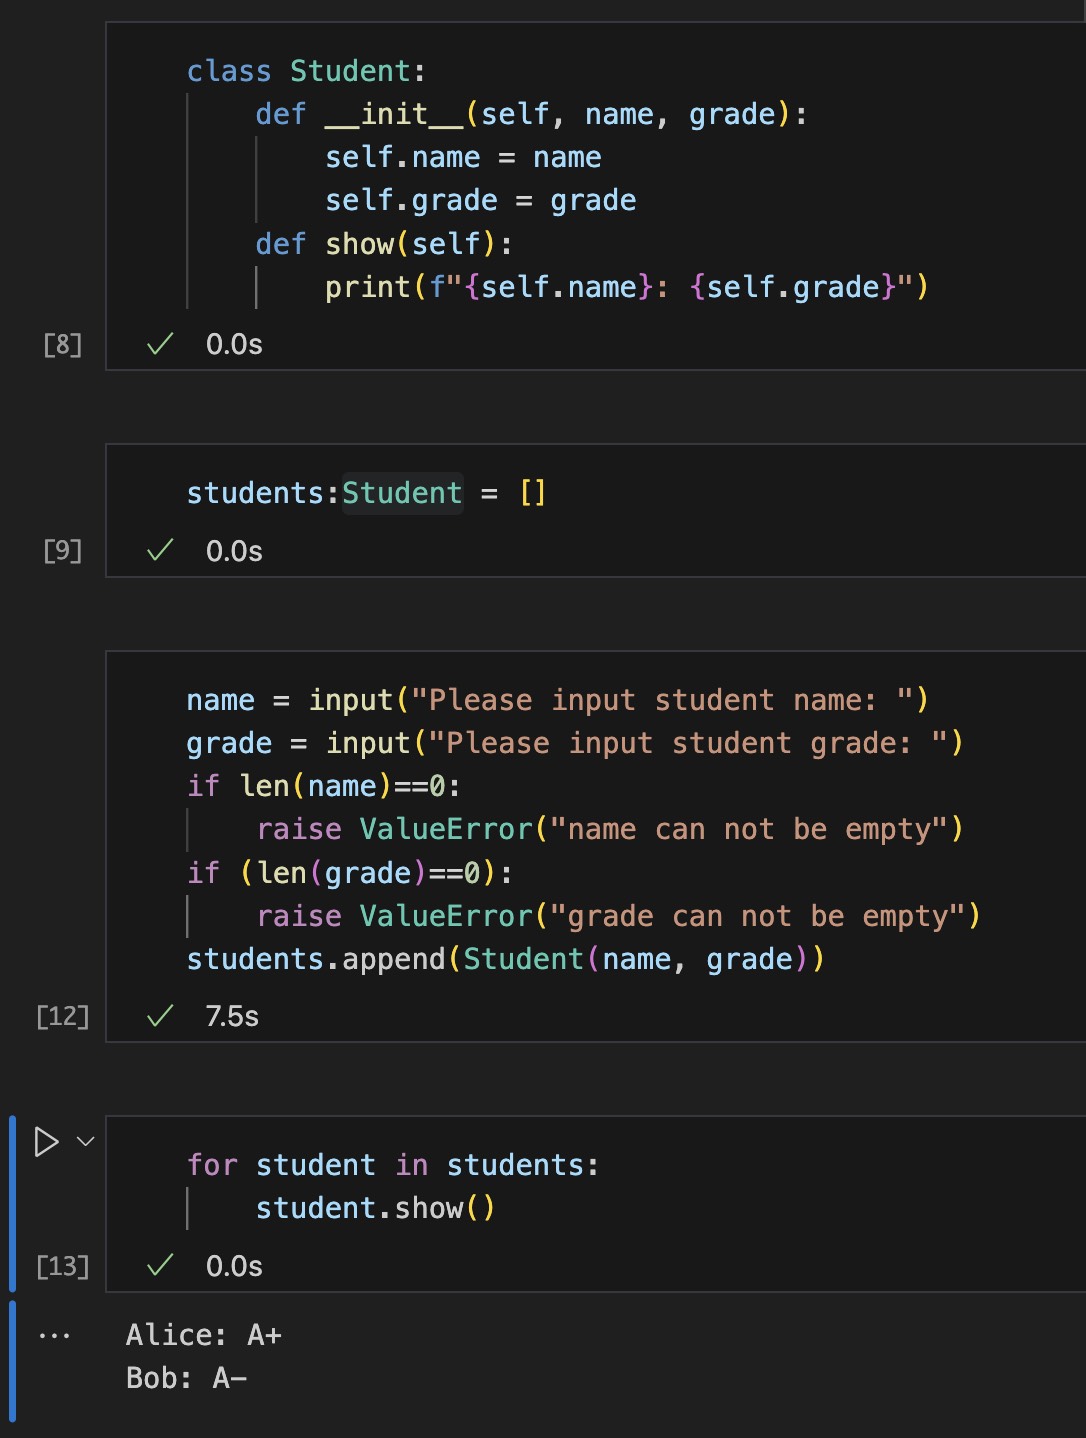 class Student:
    def __init__(self, name, grade):
        self.name = name
        self.grade = grade
    def show(self):
        print(f"{self.name}: {self.grade}")
[8] ✓ 0.0s
students:Student = []
[9] ✓ 0.0s
name = input("Please input student name: ")
grade = input("Please input student grade: ")
if len(name)==0:
    raise ValueError("name can not be empty")
if (len(grade)==0):
    raise ValueError("grade can not be empty")
students.append(Student(name, grade))
[12] ✓ 7.5s
for student in students:
    student.show()
[13] ✓ 0.0s
... Alice: A+
Bob: A-